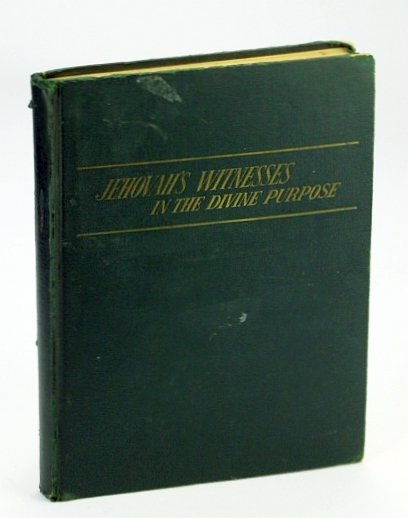 JEHOVAH'S WITNESSES
IN THE DIVINE PURPOSE